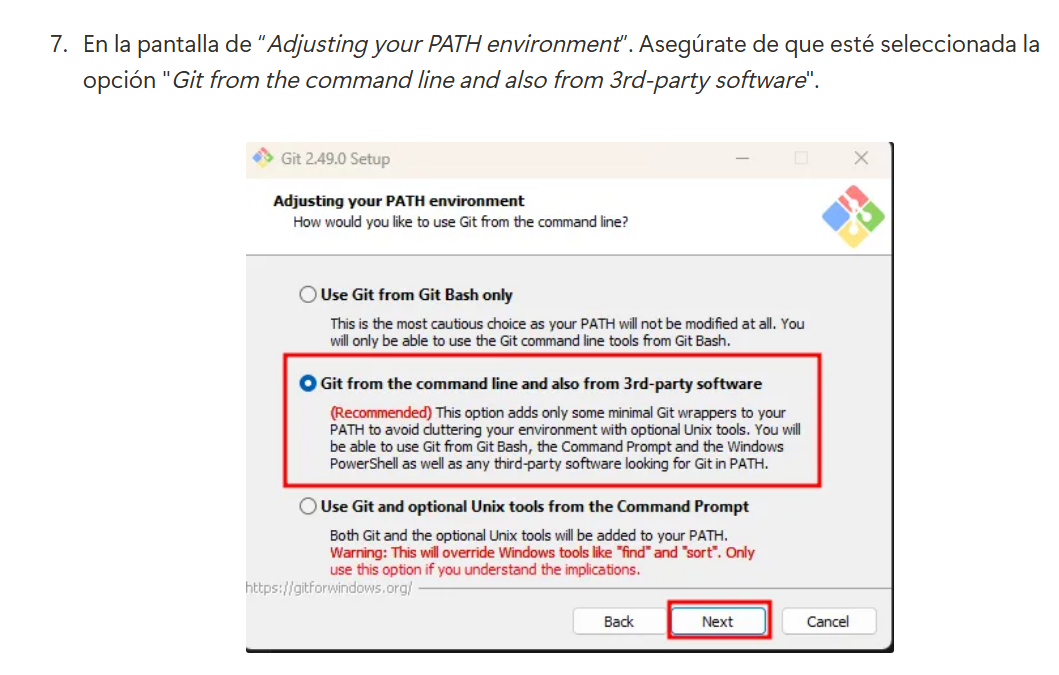 7. En la pantalla de “Adjusting your PATH environment”. Asegúrate de que esté seleccionada la
opción "Git from the command line and also from 3rd-party software".
Git 2.49.0 Setup
Adjusting your PATH environment
How would you like to use Git from the command line?
Use Git from Git Bash only
This is the most cautious choice as your PATH will not be modified at all. You
will only be able to use the Git command line tools from Git Bash.
Git from the command line and also from 3rd-party software
(Recommended) This option adds only some minimal Git wrappers to your
PATH to avoid cluttering your environment with optional Unix tools. You will
be able to use Git from Git Bash, the Command Prompt and the Windows
PowerShell as well as any third-party software looking for Git in PATH.
Use Git and optional Unix tools from the Command Prompt
Both Git and the optional Unix tools will be added to your PATH.
Warning: This will override Windows tools like "find" and "sort". Only
use this option if you understand the implications.
https://gitforwindows.org/
Back Next Cancel